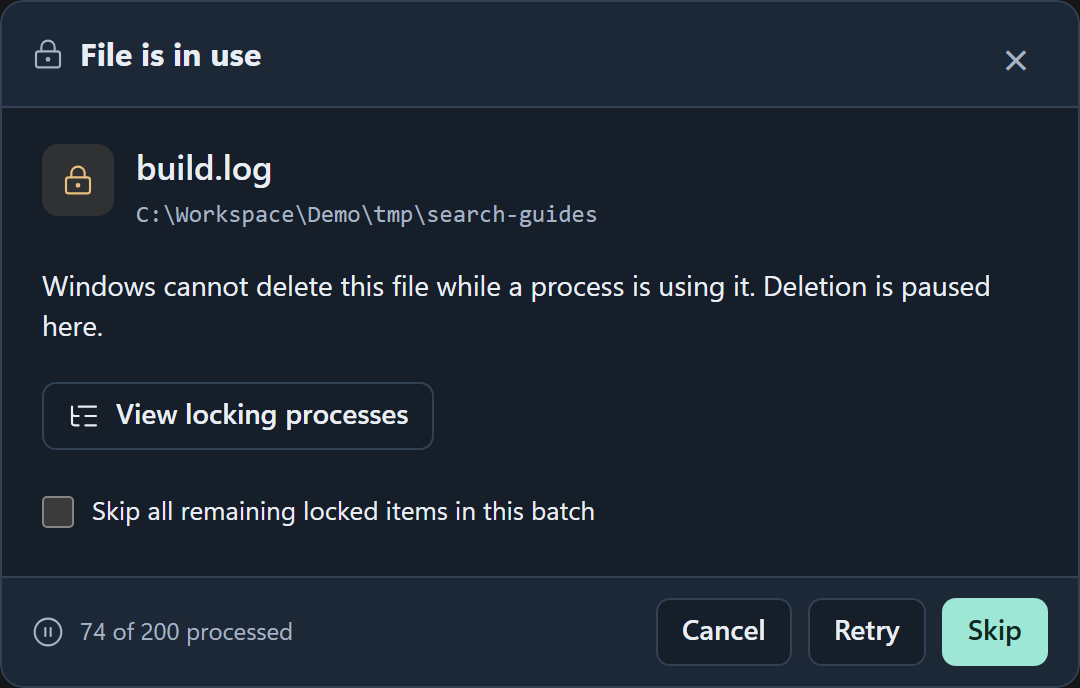 File is in use
build.log
C:\Workspace\Demo\tmp\search-guides
Windows cannot delete this file while a process is using it. Deletion is paused
here.
View locking processes
Skip all remaining locked items in this batch
74 of 200 processed
Cancel
Retry
Skip